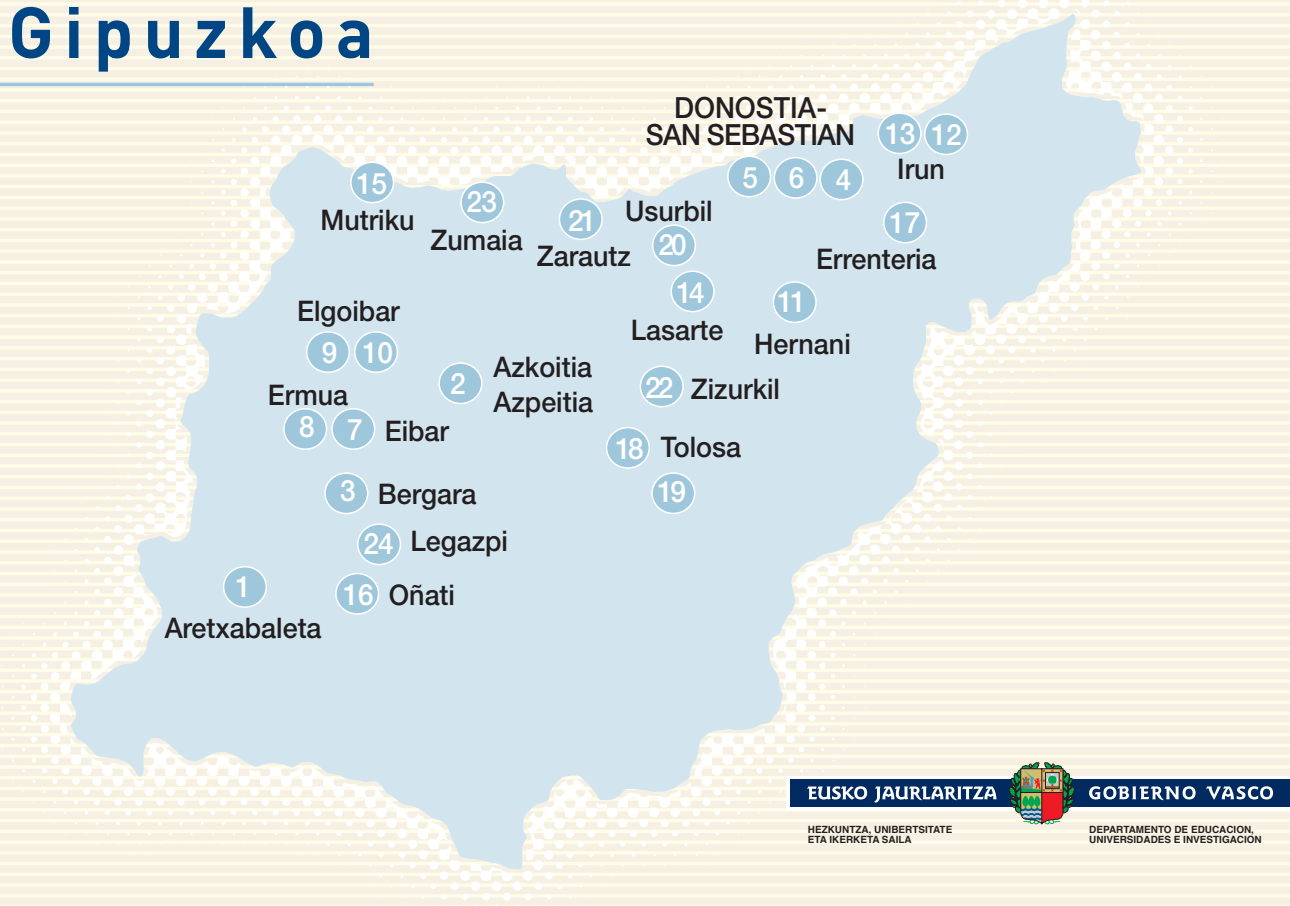 Gipuzkoa
DONOSTIA-
SAN SEBASTIAN
13 12
Irun
5 6 4
15
Mutriku
23
Zumaia
21
Zarautz
Usurbil
20
17
Errenteria
14
Lasarte
11
Hernani
Elgoibar
9 10
2
Azkoitia
Azpeitia
22 Zizurkil
Ermua
8 7 Eibar
18 Tolosa
19
3 Bergara
24 Legazpi
1
Aretxabaleta
16 Oñati
EUSKO JAURLARITZA
GOBIERNO VASCO
HEZKUNTZA, UNIBERTSITATE
ETA IKERKETA SAILA
DEPARTAMENTO DE EDUCACION,
UNIVERSIDADES E INVESTIGACIÓN